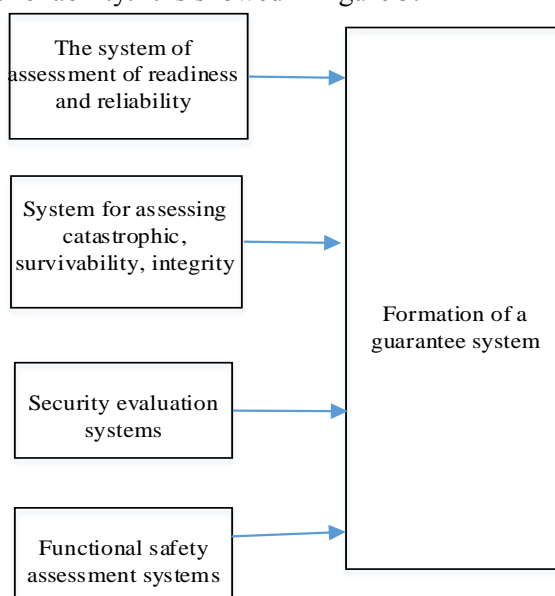 The system of
assessment of readiness
and reliability
System for assessing
catastrophic,
survivability, integrity
Formation of a
guarantee system
Security evaluation
systems
Functional safety
assessment systems